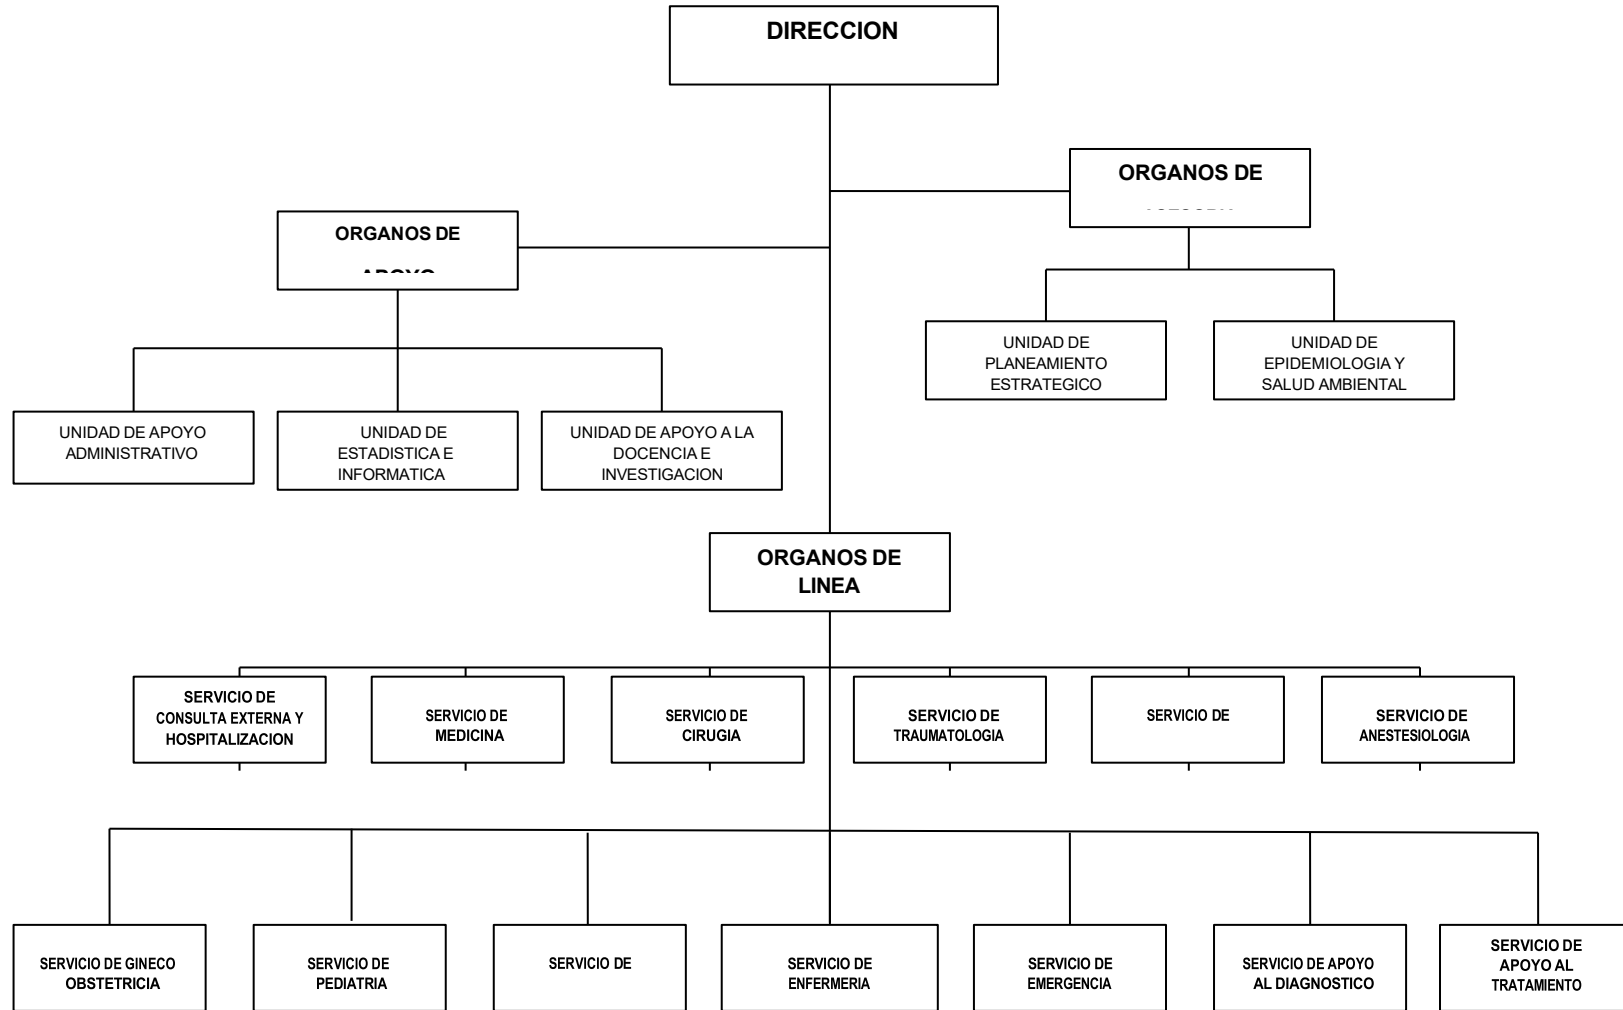 DIRECCION
ORGANOS DE
ORGANOS DE
APOYO
UNIDAD DE
PLANEAMIENTO
ESTRATEGICO
UNIDAD DE
EPIDEMIOLOGIA Y
SALUD AMBIENTAL
UNIDAD DE APOYO
ADMINISTRATIVO
UNIDAD DE
ESTADISTICA E
INFORMATICA
UNIDAD DE APOYO A LA
DOCENCIA E
INVESTIGACION
ORGANOS DE
LINEA
SERVICIO DE
CONSULTA EXTERNA Y
HOSPITALIZACION
SERVICIO DE
MEDICINA
SERVICIO DE
CIRUGIA
SERVICIO DE
TRAUMATOLOGIA
SERVICIO DE
SERVICIO DE
ANESTESIOLOGIA
SERVICIO DE GINECO
OBSTETRICIA
SERVICIO DE
PEDIATRIA
SERVICIO DE
SERVICIO DE
ENFERMERIA
SERVICIO DE
EMERGENCIA
SERVICIO DE APOYO
AL DIAGNOSTICO
SERVICIO DE
APOYO AL
TRATAMIENTO